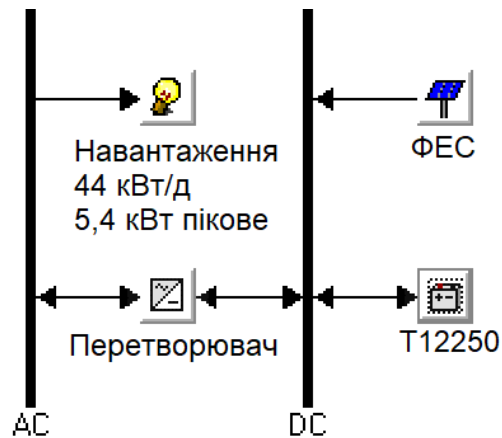 Навантаження
44 кВт/д
5,4 кВт пікове
ФЕС
Перетворювач
T12250
AC
DC